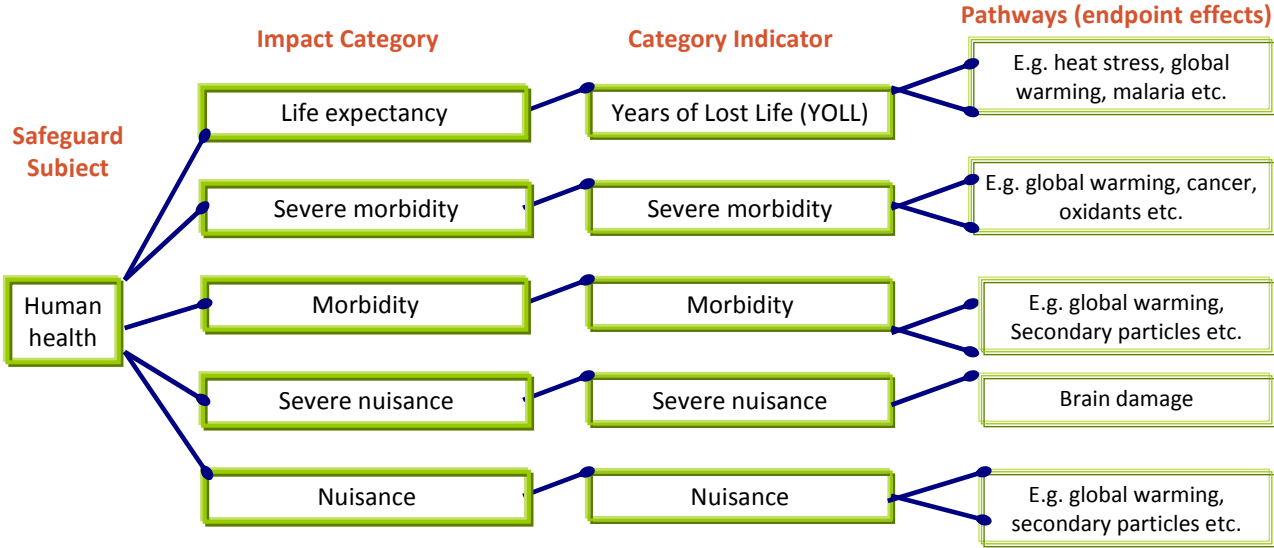 Pathways (endpoint effects)
Impact Category
Category Indicator
Safeguard
Subject
E.g. heat stress, global
warming, malaria etc.
Life expectancy
Years of Lost Life (YOLL)
E.g. global warming, cancer,
oxidants etc.
Severe morbidity
Severe morbidity
Human
health
Morbidity
Morbidity
E.g. global warming,
Secondary particles etc.
Severe nuisance
Severe nuisance
Brain damage
Nuisance
Nuisance
E.g. global warming,
secondary particles etc.